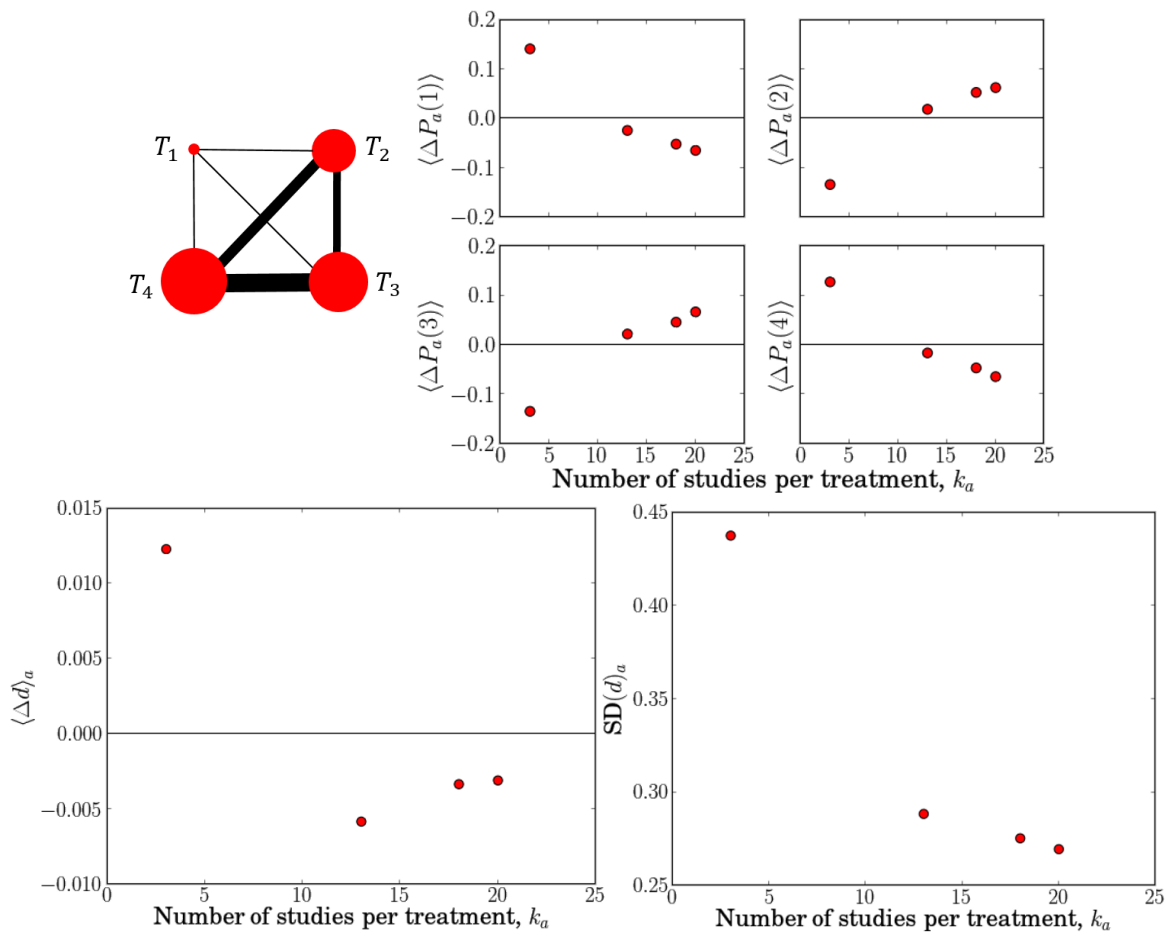 T₁
T₂
T₄
T₃
⟨ΔPₐ(1)⟩
0.2
0.1
0.0
−0.1
−0.2
⟨ΔPₐ(2)⟩
⟨ΔPₐ(3)⟩
0.2
0.1
0.0
−0.1
−0.2
0 5 10 15 20 25
⟨ΔPₐ(4)⟩
0 5 10 15 20 25
Number of studies per treatment, kₐ
⟨Δd⟩ₐ
0.015
0.010
0.005
0.000
−0.005
−0.010
0 5 10 15 20 25
Number of studies per treatment, kₐ
SD(d)ₐ
0.45
0.40
0.35
0.30
0.25
0 5 10 15 20 25
Number of studies per treatment, kₐ